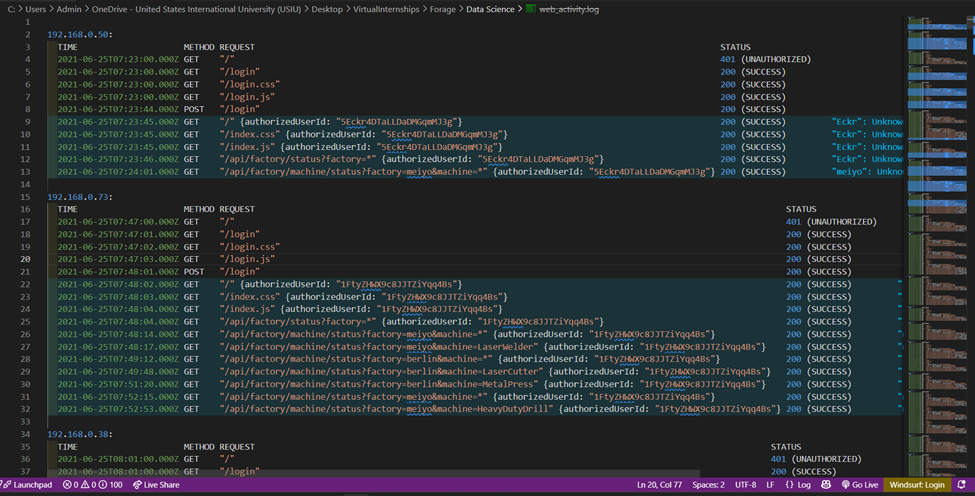 C: > Users > Admin > OneDrive - United States International University (USIU) > Desktop > VirtualInternships > Forage > Data Science > web_activity.log
1
2 192.168.0.50:
3 TIME METHOD REQUEST STATUS
4 2021-06-25T07:23:00.000Z GET "/" 401 (UNAUTHORIZED)
5 2021-06-25T07:23:00.000Z GET "/login" 200 (SUCCESS)
6 2021-06-25T07:23:00.000Z GET "/login.css" 200 (SUCCESS)
7 2021-06-25T07:23:00.000Z GET "/login.js" 200 (SUCCESS)
8 2021-06-25T07:23:44.000Z POST "/login" 200 (SUCCESS)
9 2021-06-25T07:23:45.000Z GET "/" {authorizedUserId: "5Eckr4DTaLLDaDMGqmMJ3g"} 200 (SUCCESS) "Eckr": Unknow
10 2021-06-25T07:23:45.000Z GET "/index.css" {authorizedUserId: "5Eckr4DTaLLDaDMGqmMJ3g"} 200 (SUCCESS) "Eckr": Unknow
11 2021-06-25T07:23:45.000Z GET "/index.js" {authorizedUserId: "5Eckr4DTaLLDaDMGqmMJ3g"} 200 (SUCCESS) "Eckr": Unknow
12 2021-06-25T07:23:46.000Z GET "/api/factory/status?factory=*" {authorizedUserId: "5Eckr4DTaLLDaDMGqmMJ3g"} 200 (SUCCESS) "Eckr": Unknow
13 2021-06-25T07:24:01.000Z GET "/api/factory/machine/status?factory=meiyo&machine=*" {authorizedUserId: "5Eckr4DTaLLDaDMGqmMJ3g"} 200 (SUCCESS) "meiyo": Unknow
14
15 192.168.0.73:
16 TIME METHOD REQUEST STATUS
17 2021-06-25T07:47:00.000Z GET "/" 401 (UNAUTHORIZED)
18 2021-06-25T07:47:01.000Z GET "/login" 200 (SUCCESS)
19 2021-06-25T07:47:02.000Z GET "/login.css" 200 (SUCCESS)
20 2021-06-25T07:47:03.000Z GET "/login.js" 200 (SUCCESS)
21 2021-06-25T07:48:01.000Z POST "/login" 200 (SUCCESS)
22 2021-06-25T07:48:02.000Z GET "/" {authorizedUserId: "1FtyZHWX9c8JJTZiYqq4Bs"} 200 (SUCCESS) "
23 2021-06-25T07:48:03.000Z GET "/index.css" {authorizedUserId: "1FtyZHWX9c8JJTZiYqq4Bs"} 200 (SUCCESS) "
24 2021-06-25T07:48:04.000Z GET "/index.js" {authorizedUserId: "1FtyZHWX9c8JJTZiYqq4Bs"} 200 (SUCCESS) "
25 2021-06-25T07:48:04.000Z GET "/api/factory/status?factory=*" {authorizedUserId: "1FtyZHWX9c8JJTZiYqq4Bs"} 200 (SUCCESS) "
26 2021-06-25T07:48:14.000Z GET "/api/factory/machine/status?factory=meiyo&machine=*" {authorizedUserId: "1FtyZHWX9c8JJTZiYqq4Bs"} 200 (SUCCESS) "
27 2021-06-25T07:48:17.000Z GET "/api/factory/machine/status?factory=meiyo&machine=LaserWelder" {authorizedUserId: "1FtyZHWX9c8JJTZiYqq4Bs"} 200 (SUCCESS) "
28 2021-06-25T07:49:12.000Z GET "/api/factory/machine/status?factory=berlin&machine=*" {authorizedUserId: "1FtyZHWX9c8JJTZiYqq4Bs"} 200 (SUCCESS) "
29 2021-06-25T07:49:48.000Z GET "/api/factory/machine/status?factory=berlin&machine=LaserCutter" {authorizedUserId: "1FtyZHWX9c8JJTZiYqq4Bs"} 200 (SUCCESS) "
30 2021-06-25T07:51:20.000Z GET "/api/factory/machine/status?factory=berlin&machine=MetalPress" {authorizedUserId: "1FtyZHWX9c8JJTZiYqq4Bs"} 200 (SUCCESS) "
31 2021-06-25T07:52:15.000Z GET "/api/factory/machine/status?factory=meiyo&machine=*" {authorizedUserId: "1FtyZHWX9c8JJTZiYqq4Bs"} 200 (SUCCESS) "
32 2021-06-25T07:52:53.000Z GET "/api/factory/machine/status?factory=meiyo&machine=HeavyDutyDrill" {authorizedUserId: "1FtyZHWX9c8JJTZiYqq4Bs"} 200 (SUCCESS) "
33
34 192.168.0.38:
35 TIME METHOD REQUEST STATUS
36 2021-06-25T08:01:00.000Z GET "/" 401 (UNAUTHORIZED)
37 2021-06-25T08:01:00.000Z GET "/login" 200 (SUCCESS)
Launchpad 0 0 100 Live Share Ln 20, Col 77 Spaces: 2 UTF-8 LF {} Log Go Live Windsurf: Login